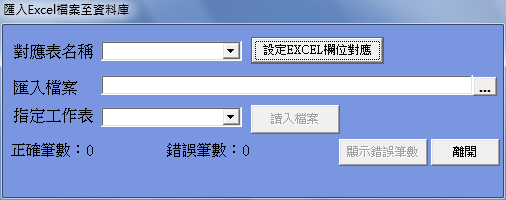 匯入Excel檔案至資料庫
對應表名稱 設定EXCEL欄位對應
匯入檔案 ...
指定工作表 讀入檔案
正確筆數：0 錯誤筆數：0 顯示錯誤筆數 離開